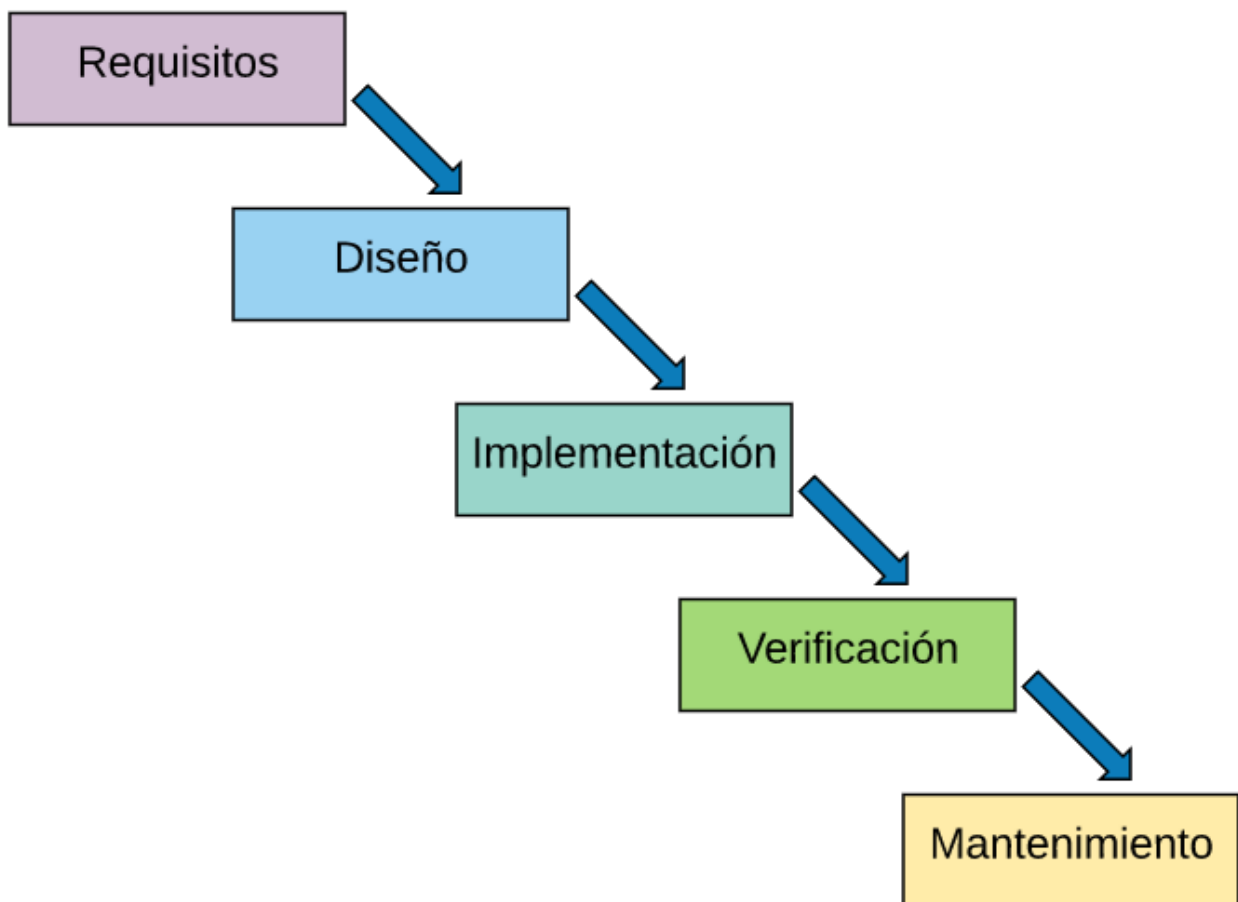 Requisitos
Diseño
Implementación
Verificación
Mantenimiento